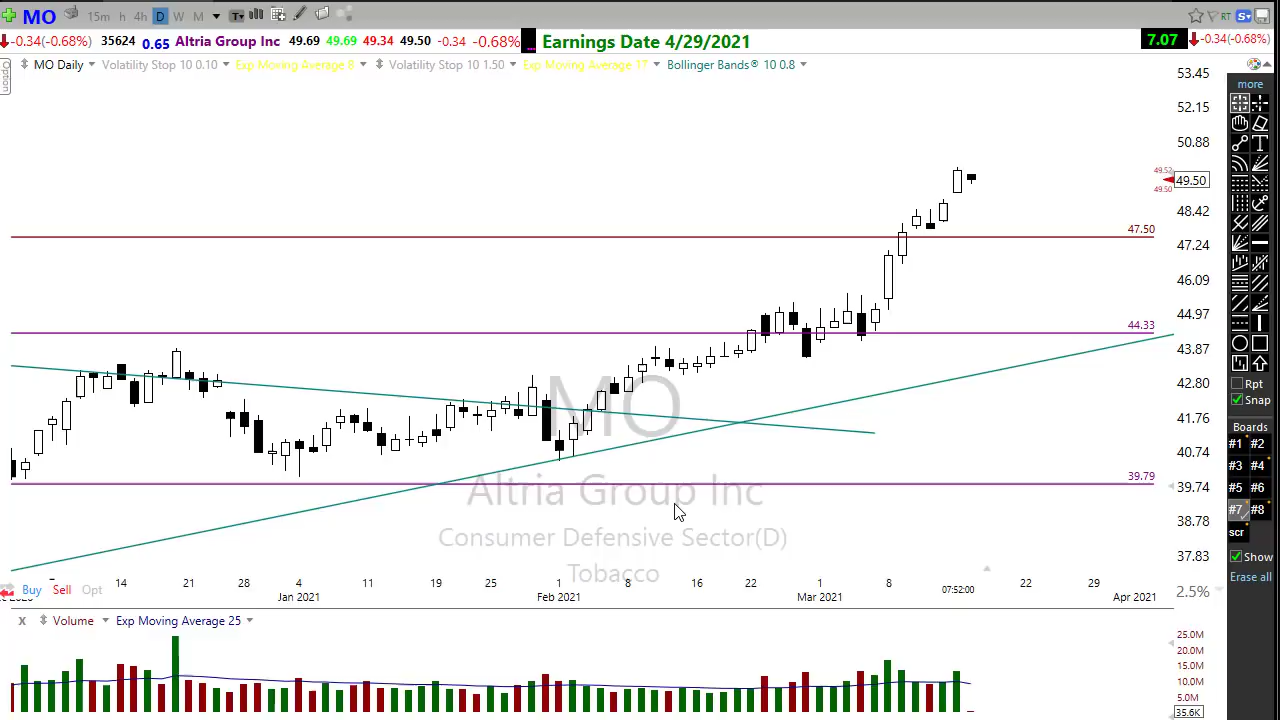 MO 15m h 4h D W M T
-0.34(-0.68%) 35624 0.65 Altria Group Inc 49.69 49.69 49.34 49.50 -0.34 -0.68% ... Earnings Date 4/29/2021 7.07 -0.34(-0.68%)
RT S
Option
MO Daily Volatility Stop 10 0.10 Exp Moving Average 8 Volatility Stop 10 1.50 Exp Moving Average 17 Bollinger Bands® 10 0.8
53.45
52.15
50.88
49.52
49.50
49.50
48.42
47.50
47.24
46.09
44.97
44.33
43.87
42.80
41.76
40.74
39.79
39.74
38.78
37.83
2.5%
MO
Altria Group Inc
Consumer Defensive Sector(D)
Tobacco
14 21 28 4 11 19 25 1 8 16 22 1 8 07:52:00 22 29
Jan 2021 Feb 2021 Mar 2021 Apr 2021
Buy Sell Opt
X Volume Exp Moving Average 25
25.0M
20.0M
15.0M
10.0M
5.0M
35.6K
more
T
Rpt
Snap
Boards
#1 #2
#3 #4
#5 #6
#7 #8
scr
Show
Erase all